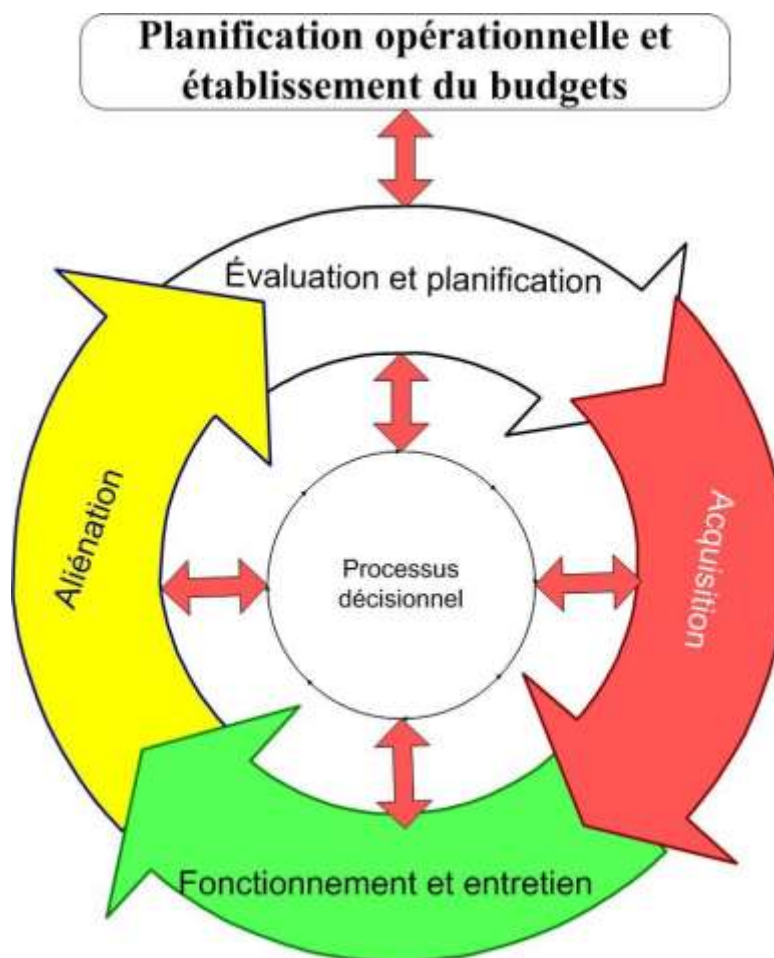 Planification opérationnelle et
établissement du budgets
Évaluation et planification
Acquisition
Aliénation
Processus
décisionnel
Fonctionnement et entretien